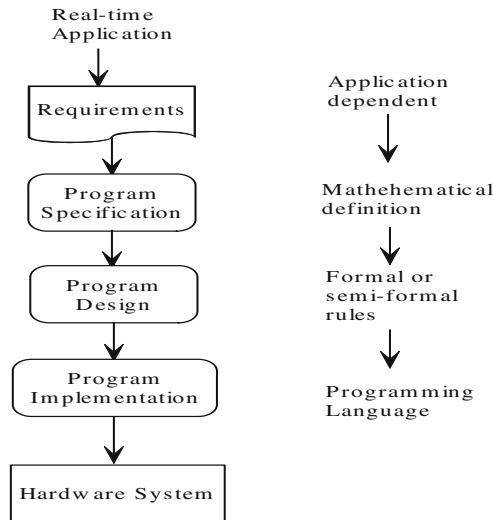 Real-time
Application
Requirements
Program
Specification
Program
Design
Program
Implementation
Hardware System
Application
dependent
Mathehematical
definition
Formal or
semi-formal
rules
Programming
Language